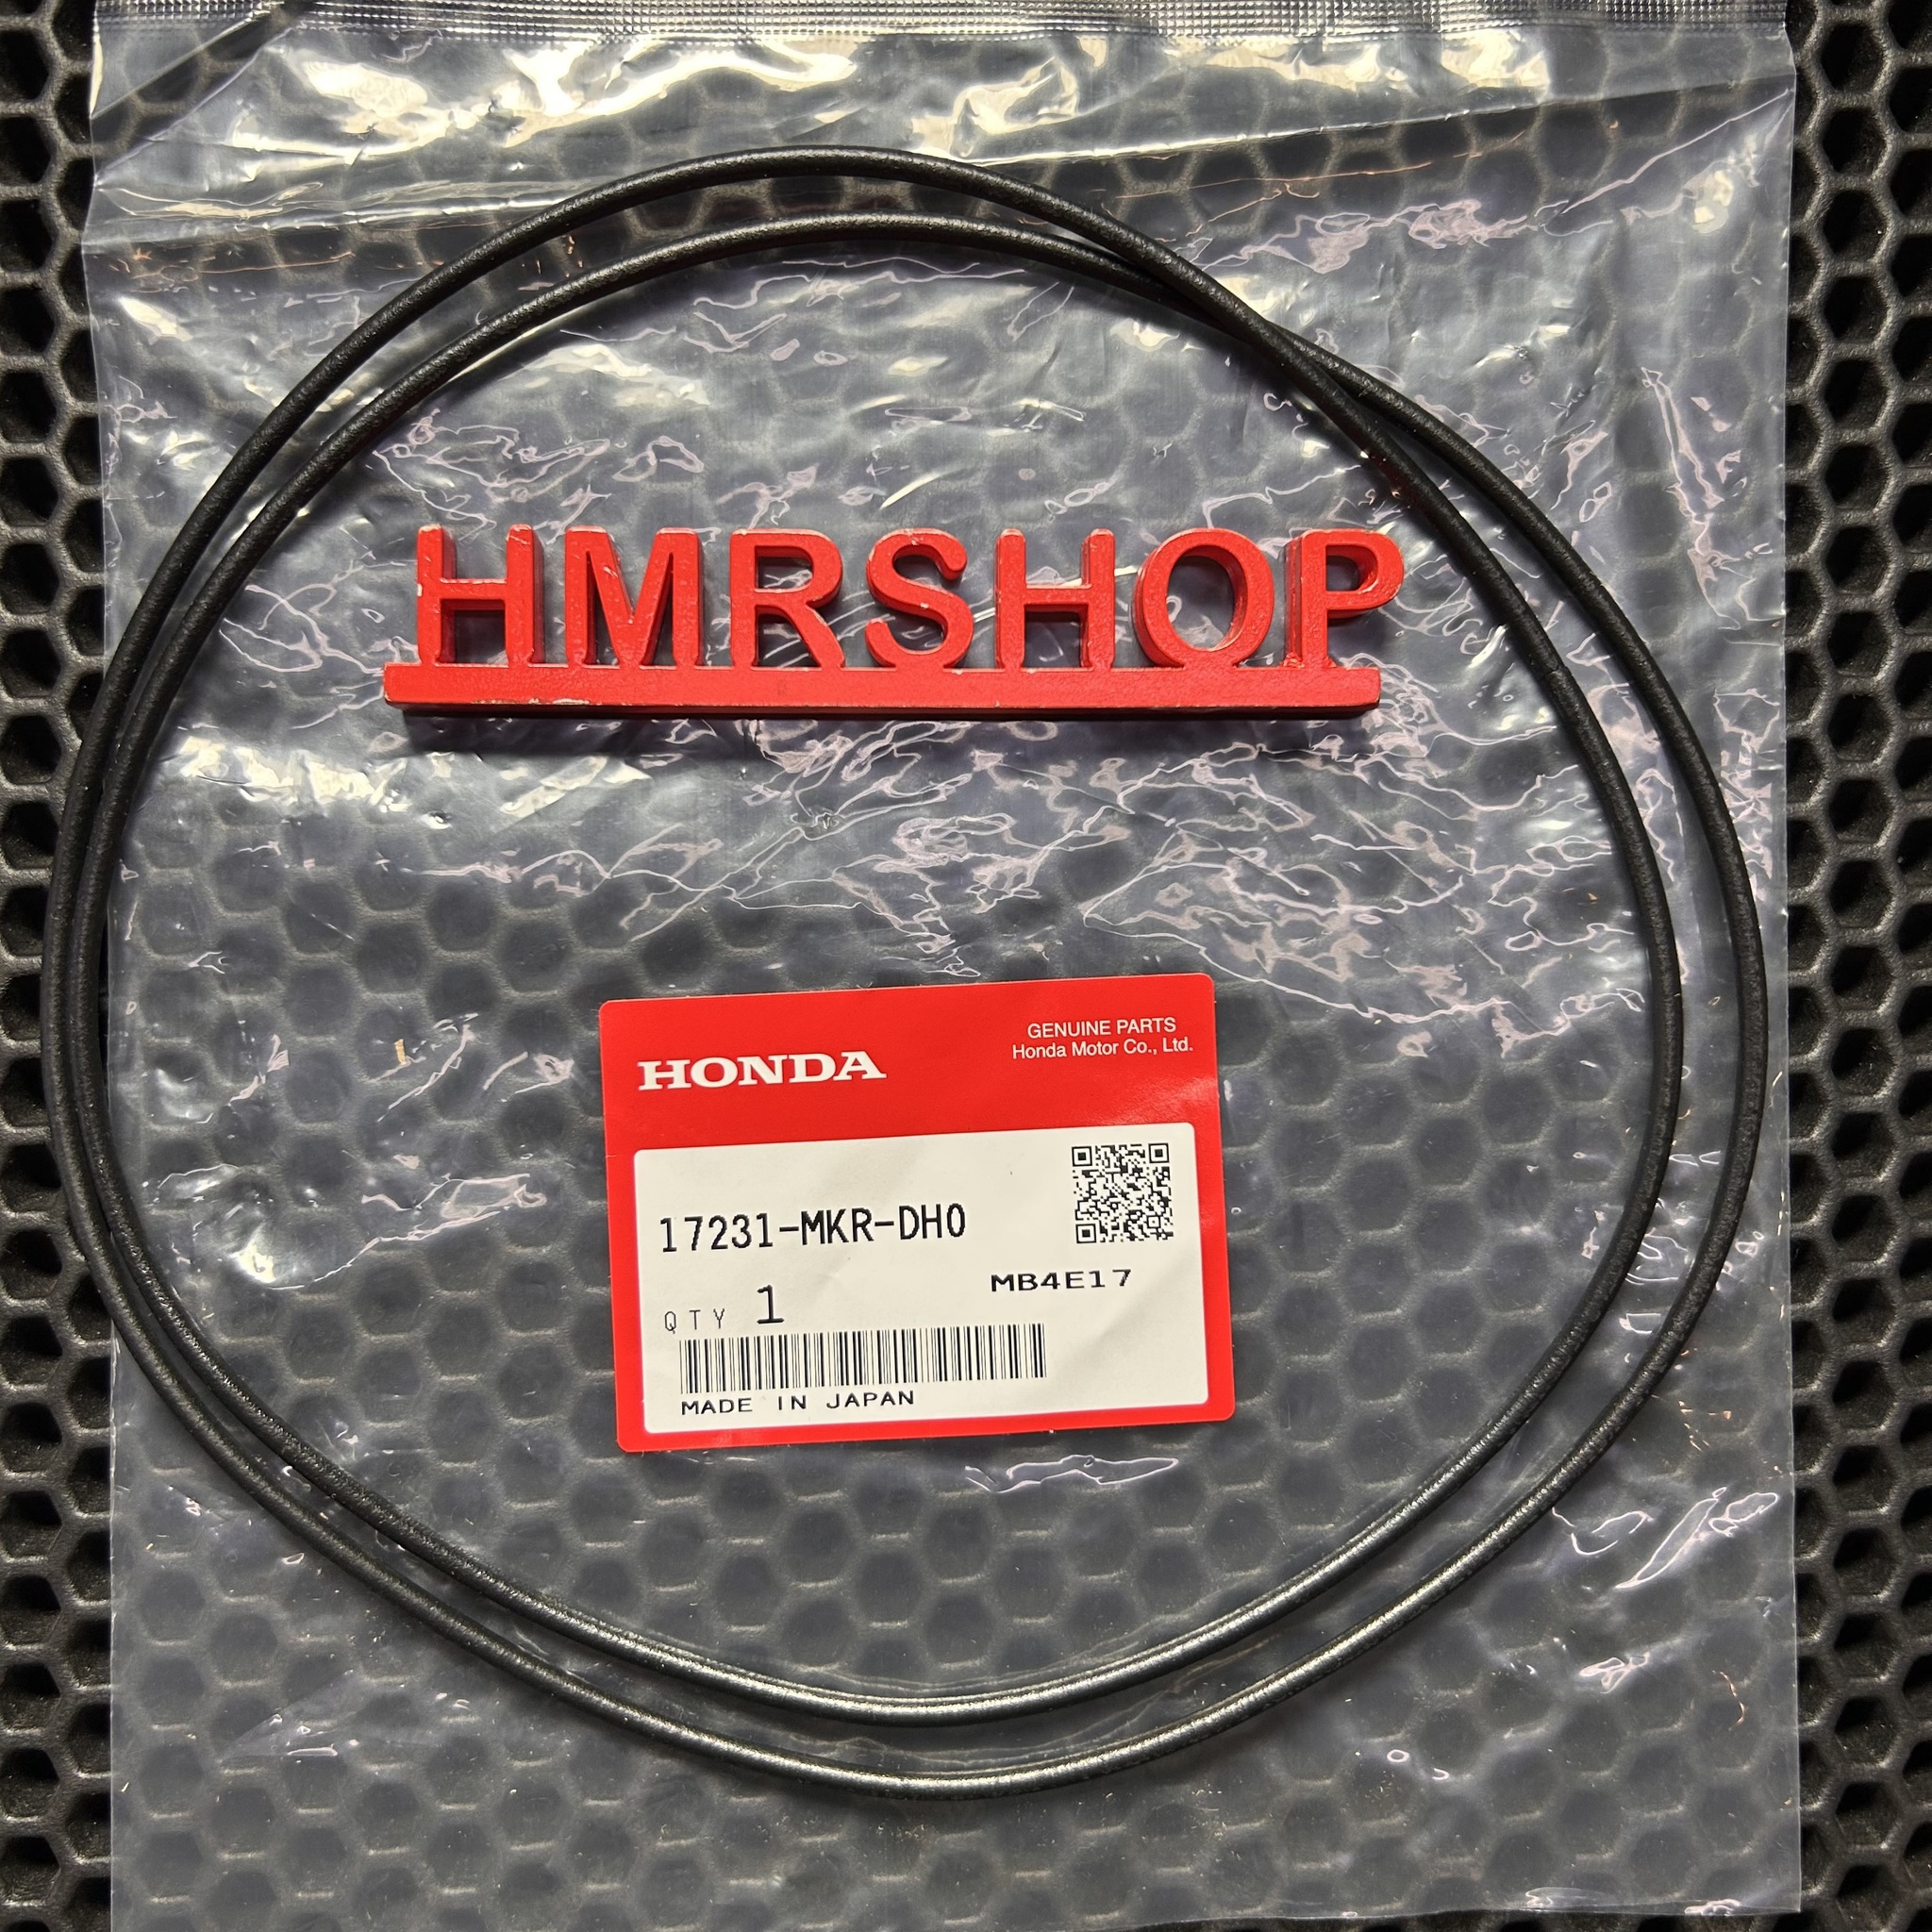 HMRSHOP
HONDA
GENUINE PARTS
Honda Motor Co., Ltd.
17231-MKR-DH0
MB4E17
QTY 1
MADE IN JAPAN